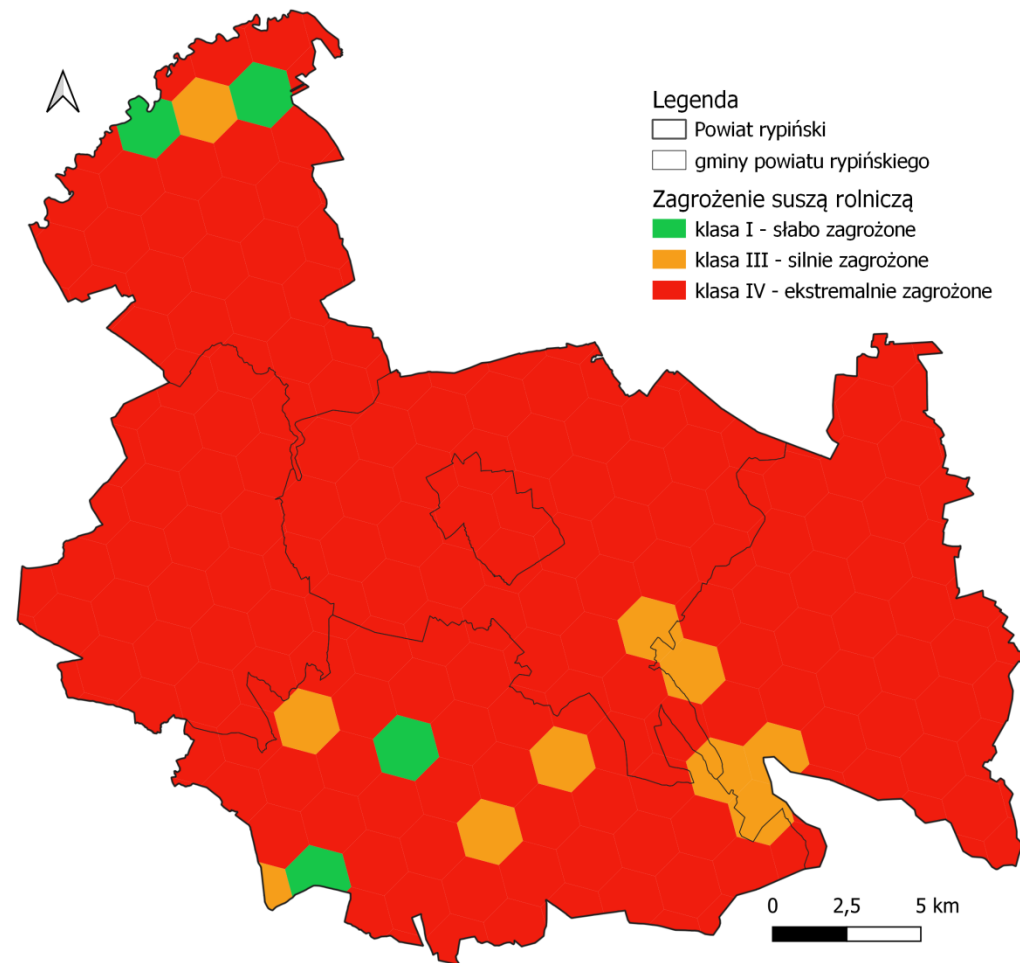 Legenda
Powiat rypiński
gminy powiatu rypińskiego
Zagrożenie suszą rolniczą
klasa I - słabo zagrożone
klasa III - silnie zagrożone
klasa IV - ekstremalnie zagrożone
0 2,5 5 km